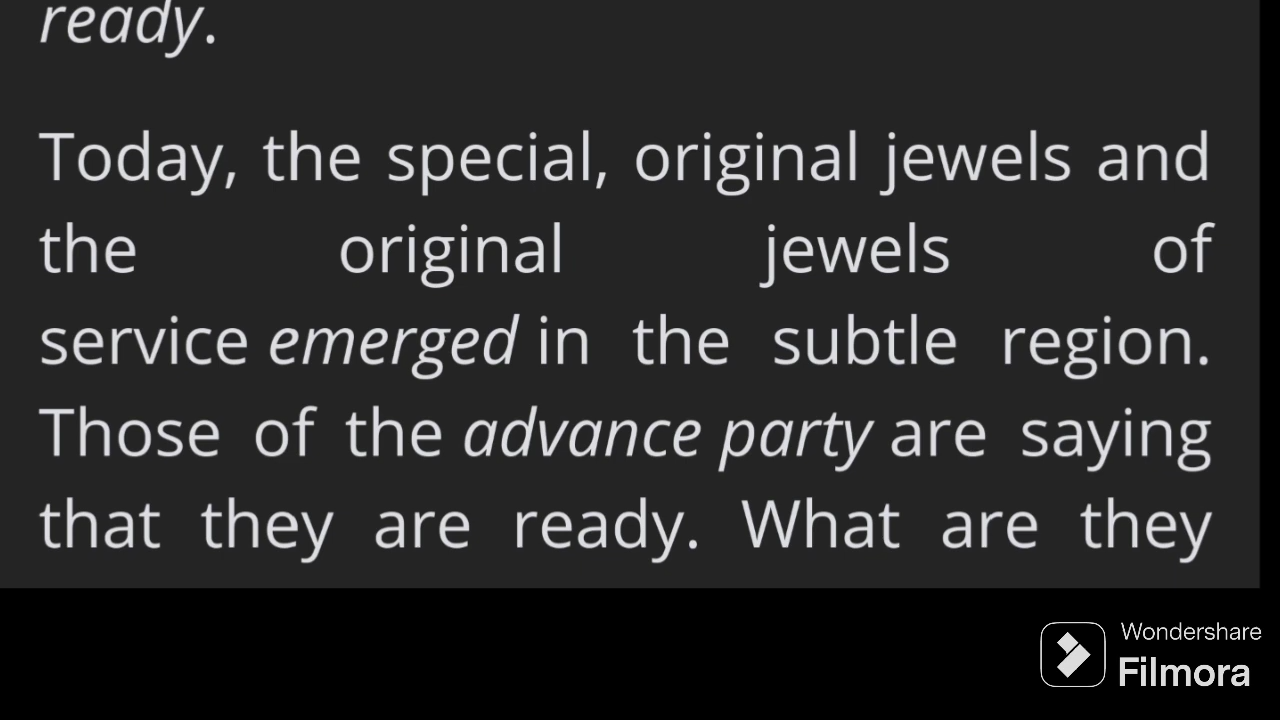 ready.
Today, the special, original jewels and
the original jewels of
service emerged in the subtle region.
Those of the advance party are saying
that they are ready. What are they
Wondershare
Filmora